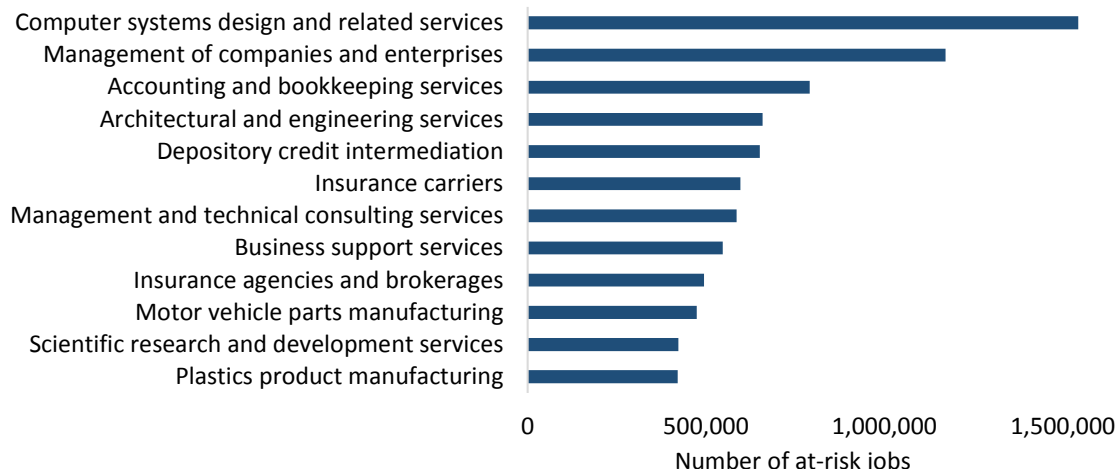 Computer systems design and related services
Management of companies and enterprises
Accounting and bookkeeping services
Architectural and engineering services
Depository credit intermediation
Insurance carriers
Management and technical consulting services
Business support services
Insurance agencies and brokerages
Motor vehicle parts manufacturing
Scientific research and development services
Plastics product manufacturing
0 500,000 1,000,000 1,500,000
Number of at-risk jobs